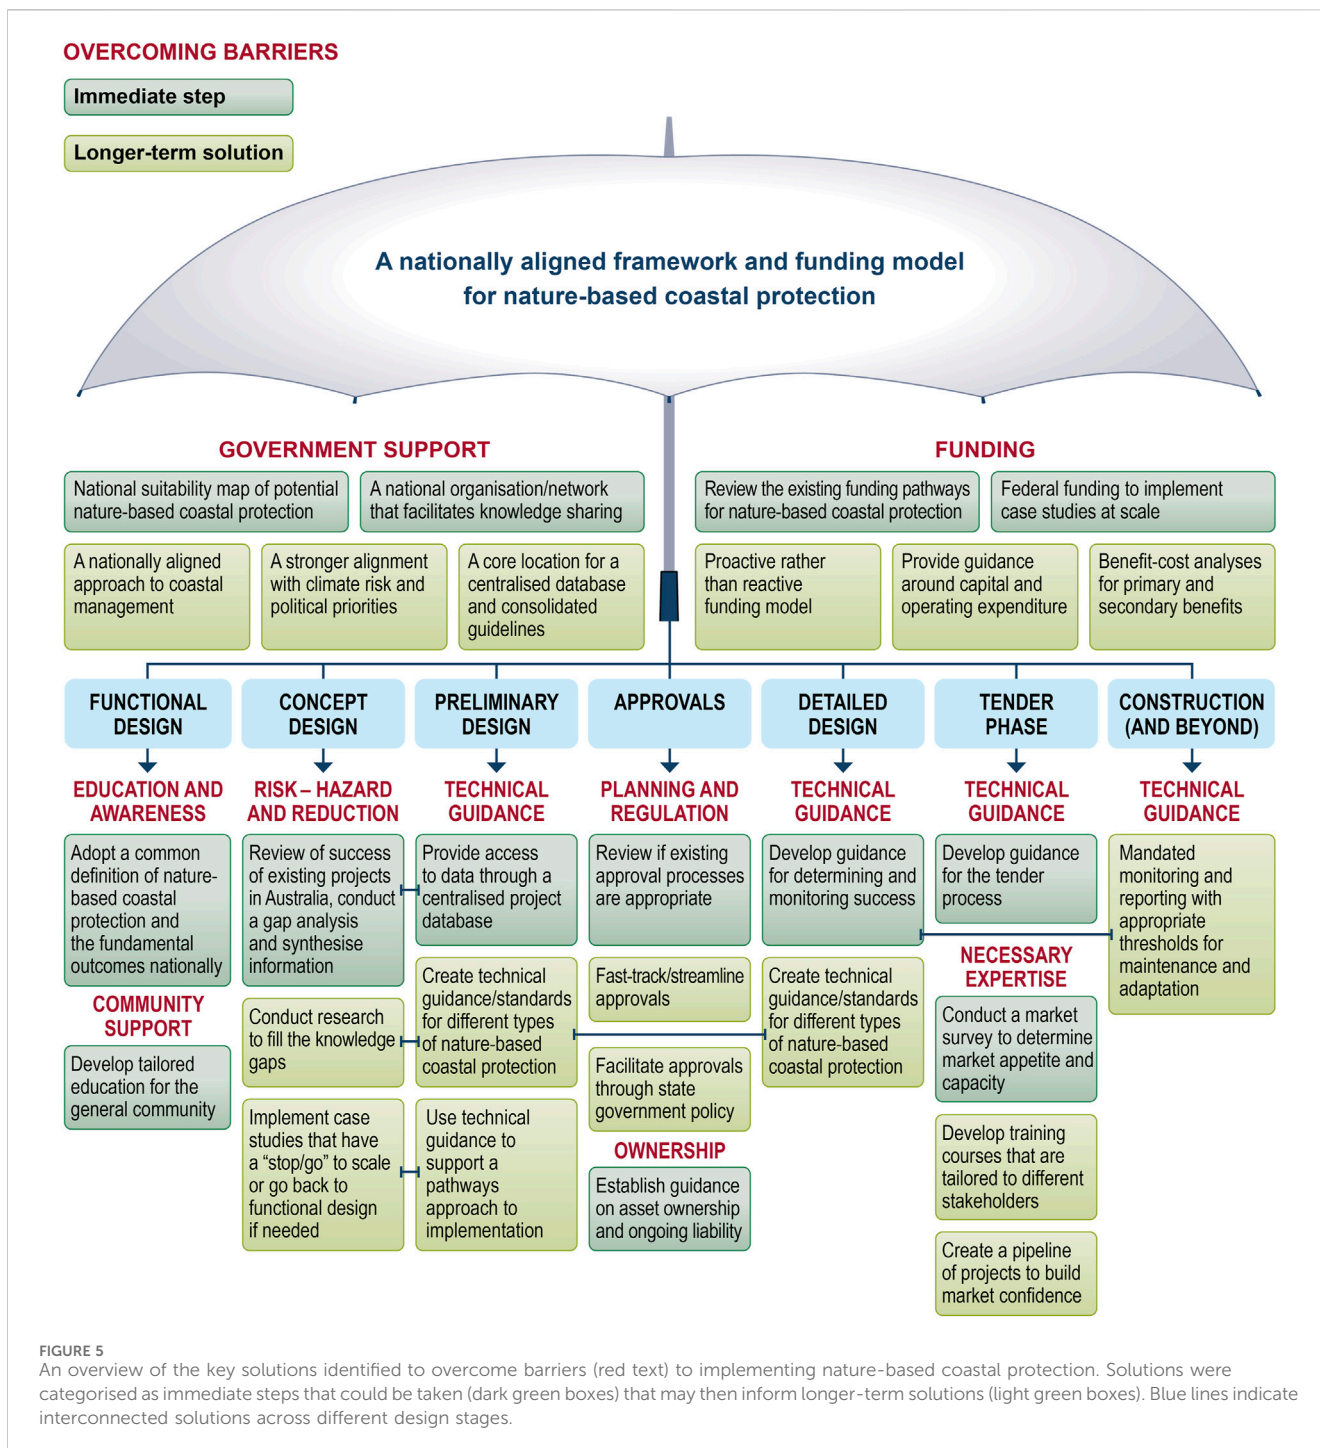 OVERCOMING BARRIERS
Immediate step
Longer-term solution
A nationally aligned framework and funding model
for nature-based coastal protection
GOVERNMENT SUPPORT
National suitability map of potential
nature-based coastal protection
A national organisation/network
that facilitates knowledge sharing
A nationally aligned
approach to coastal
management
A stronger alignment
with climate risk and
political priorities
A core location for a
centralised database
and consolidated
guidelines
FUNDING
Review the existing funding pathways
for nature-based coastal protection
Federal funding to implement
case studies at scale
Proactive rather
than reactive
funding model
Provide guidance
around capital and
operating expenditure
Benefit-cost analyses
for primary and
secondary benefits
FUNCTIONAL
DESIGN
EDUCATION AND
AWARENESS
Adopt a common
definition of nature-
based coastal
protection and
the fundamental
outcomes nationally
COMMUNITY
SUPPORT
Develop tailored
education for the
general community
CONCEPT
DESIGN
RISK – HAZARD
AND REDUCTION
Review of success
of existing projects
in Australia, conduct
a gap analysis
and synthesise
information
Conduct research
to fill the knowledge
gaps
Implement case
studies that have
a “stop/go” to scale
or go back to
functional design
if needed
PRELIMINARY
DESIGN
TECHNICAL
GUIDANCE
Provide access
to data through a
centralised project
database
Create technical
guidance/standards
for different types
of nature-based
coastal protection
Use technical
guidance to
support a
pathways
approach to
implementation
APPROVALS
PLANNING AND
REGULATION
Review if existing
approval processes
are appropriate
Fast-track/streamline
approvals
Facilitate approvals
through state
government policy
OWNERSHIP
Establish guidance
on asset ownership
and ongoing liability
DETAILED
DESIGN
TECHNICAL
GUIDANCE
Develop guidance
for determining and
monitoring success
Create technical
guidance/standards
for different types
of nature-based
coastal protection
TENDER
PHASE
TECHNICAL
GUIDANCE
Develop guidance
for the tender
process
NECESSARY
EXPERTISE
Conduct a market
survey to determine
market appetite and
capacity
Develop training
courses that are
tailored to different
stakeholders
Create a pipeline
of projects to build
market confidence
CONSTRUCTION
(AND BEYOND)
TECHNICAL
GUIDANCE
Mandated
monitoring and
reporting with
appropriate
thresholds for
maintenance and
adaptation
FIGURE 5
An overview of the key solutions identified to overcome barriers (red text) to implementing nature-based coastal protection. Solutions were
categorised as immediate steps that could be taken (dark green boxes) that may then inform longer-term solutions (light green boxes). Blue lines indicate
interconnected solutions across different design stages.